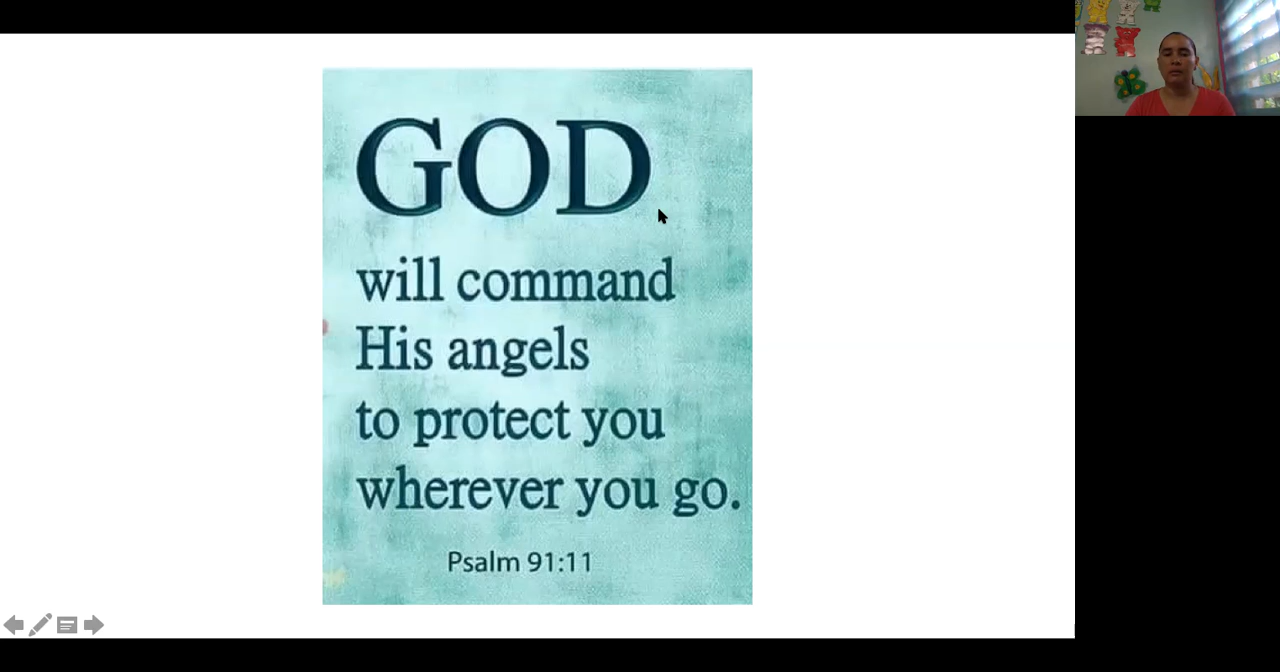 GOD
will command
His angels
to protect you
wherever you go.
Psalm 91:11